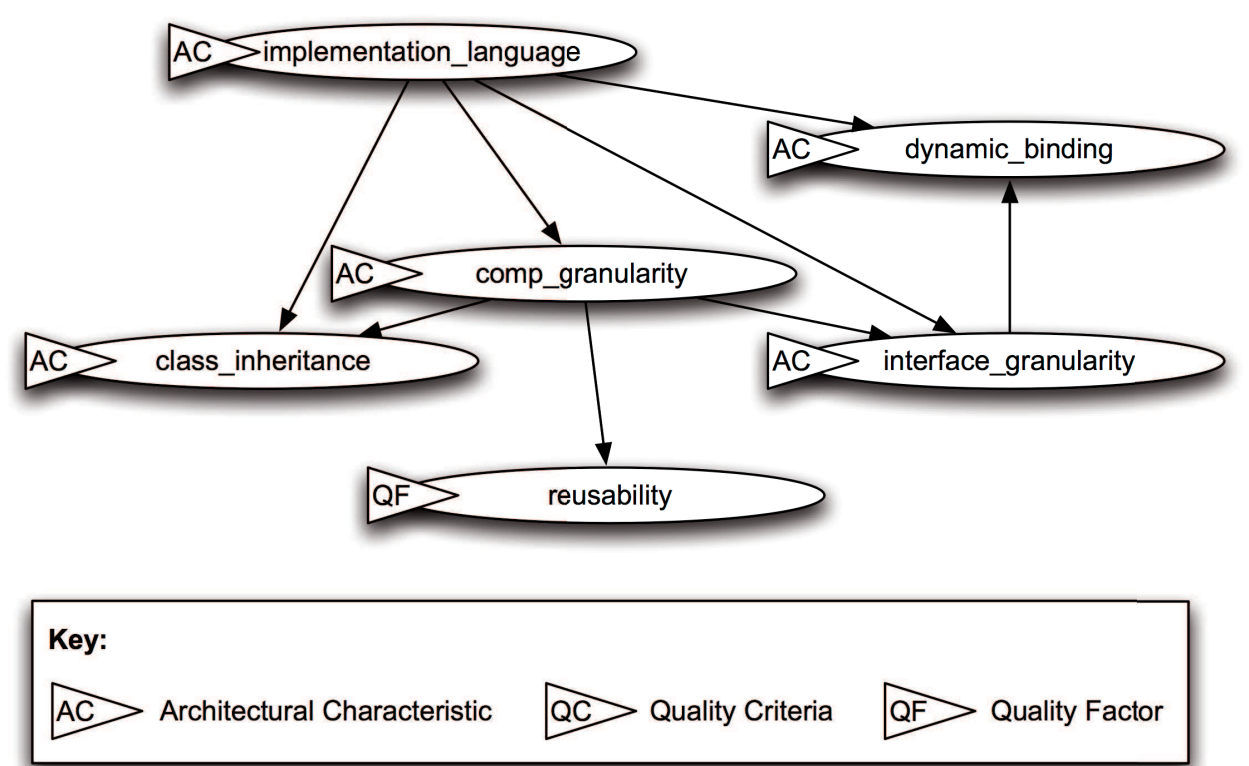 AC implementation_language
AC dynamic_binding
AC comp_granularity
AC class_inheritance
AC interface_granularity
QF reusability
Key:
AC Architectural Characteristic QC Quality Criteria QF Quality Factor